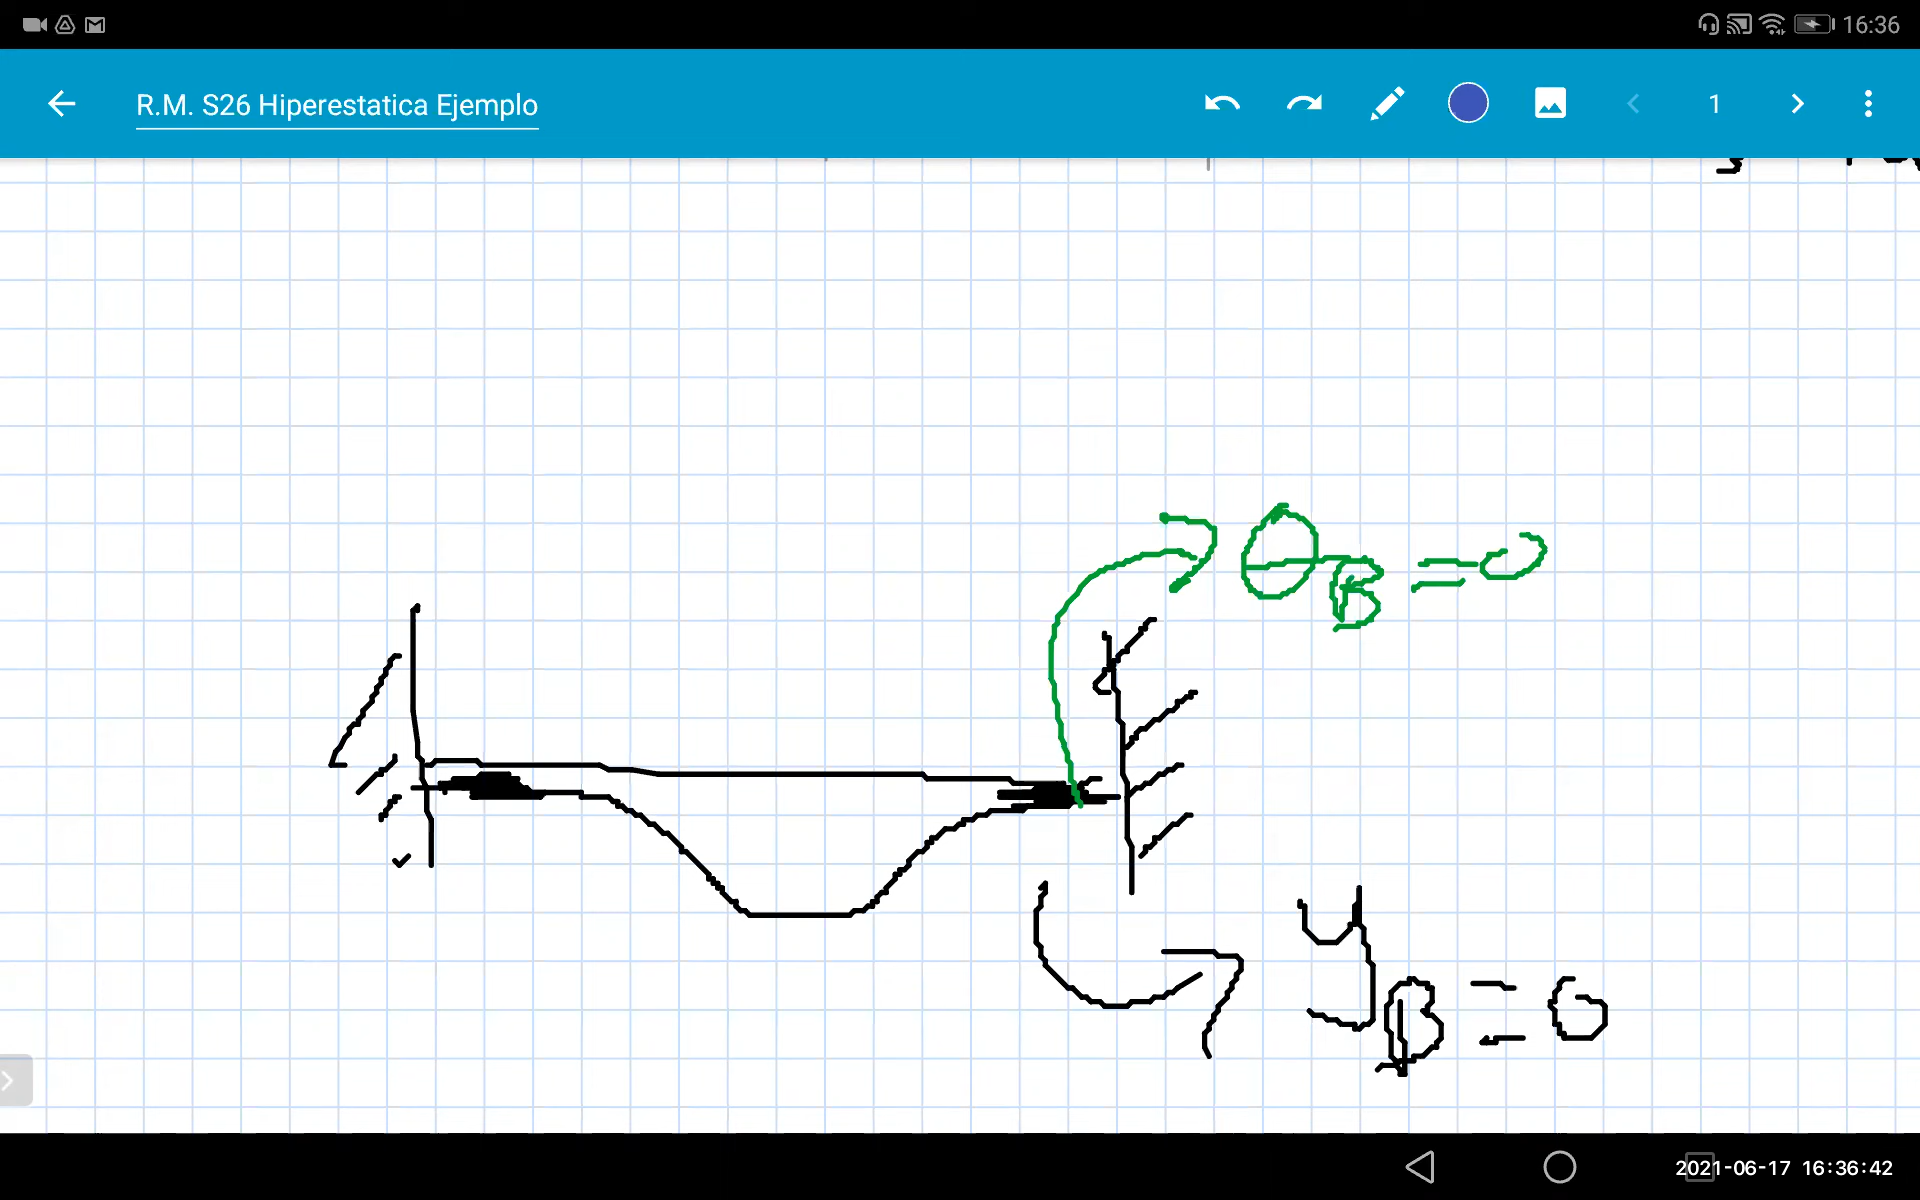 16:36
R.M. S26 Hiperestatica Ejemplo
1
θB = 0
yB = 0
2021-06-17 16:36:42